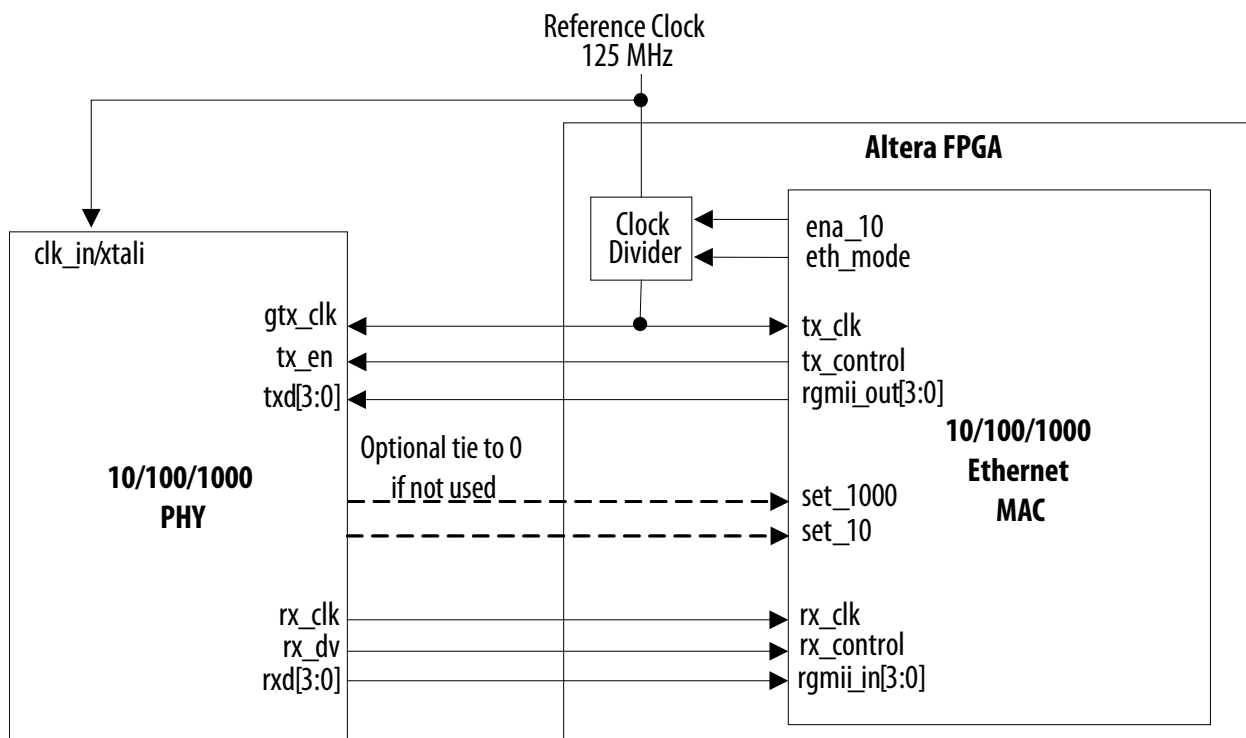 Reference Clock
125 MHz
Altera FPGA
Clock
Divider
ena_10
eth_mode
clk_in/xtali
gtx_clk
tx_clk
tx_en
tx_control
txd[3:0]
rgmii_out[3:0]
Optional tie to 0
if not used
10/100/1000
PHY
10/100/1000
Ethernet
MAC
set_1000
set_10
rx_clk
rx_clk
rx_dv
rx_control
rxd[3:0]
rgmii_in[3:0]